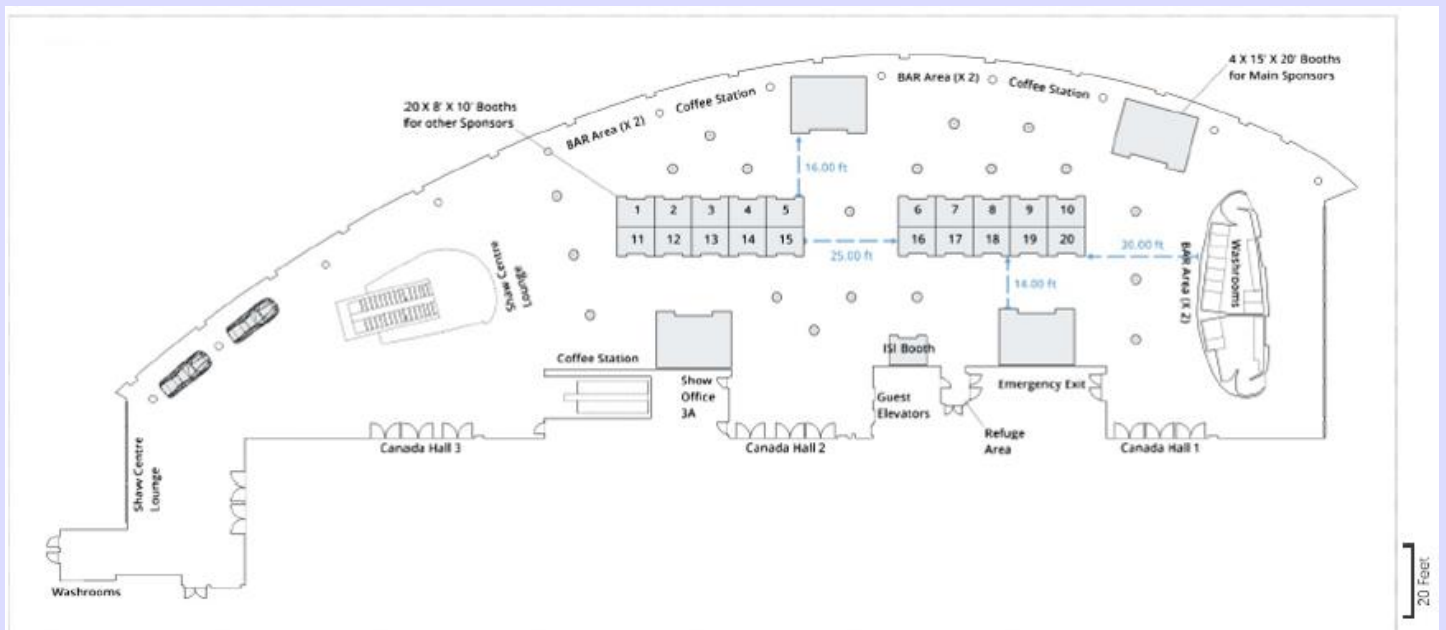 4 X 15' X 20' Booths
for Main Sponsors
20 X 8' X 10' Booths
for other Sponsors
BAR Area (X 2)
Coffee Station
BAR Area (X 2)
Coffee Station
16.00 ft
1 2 3 4 5
11 12 13 14 15
6 7 8 9 10
16 17 18 19 20
25.00 ft
30.00 ft
14.00 ft
BAR Area (X 2)
Washrooms
Shaw Centre
Lounge
Coffee Station
Show
Office
3A
ISI Booth
Guest
Elevators
Emergency Exit
Refuge
Area
Canada Hall 3
Canada Hall 2
Canada Hall 1
Shaw Centre
Lounge
Washrooms
20 Feet